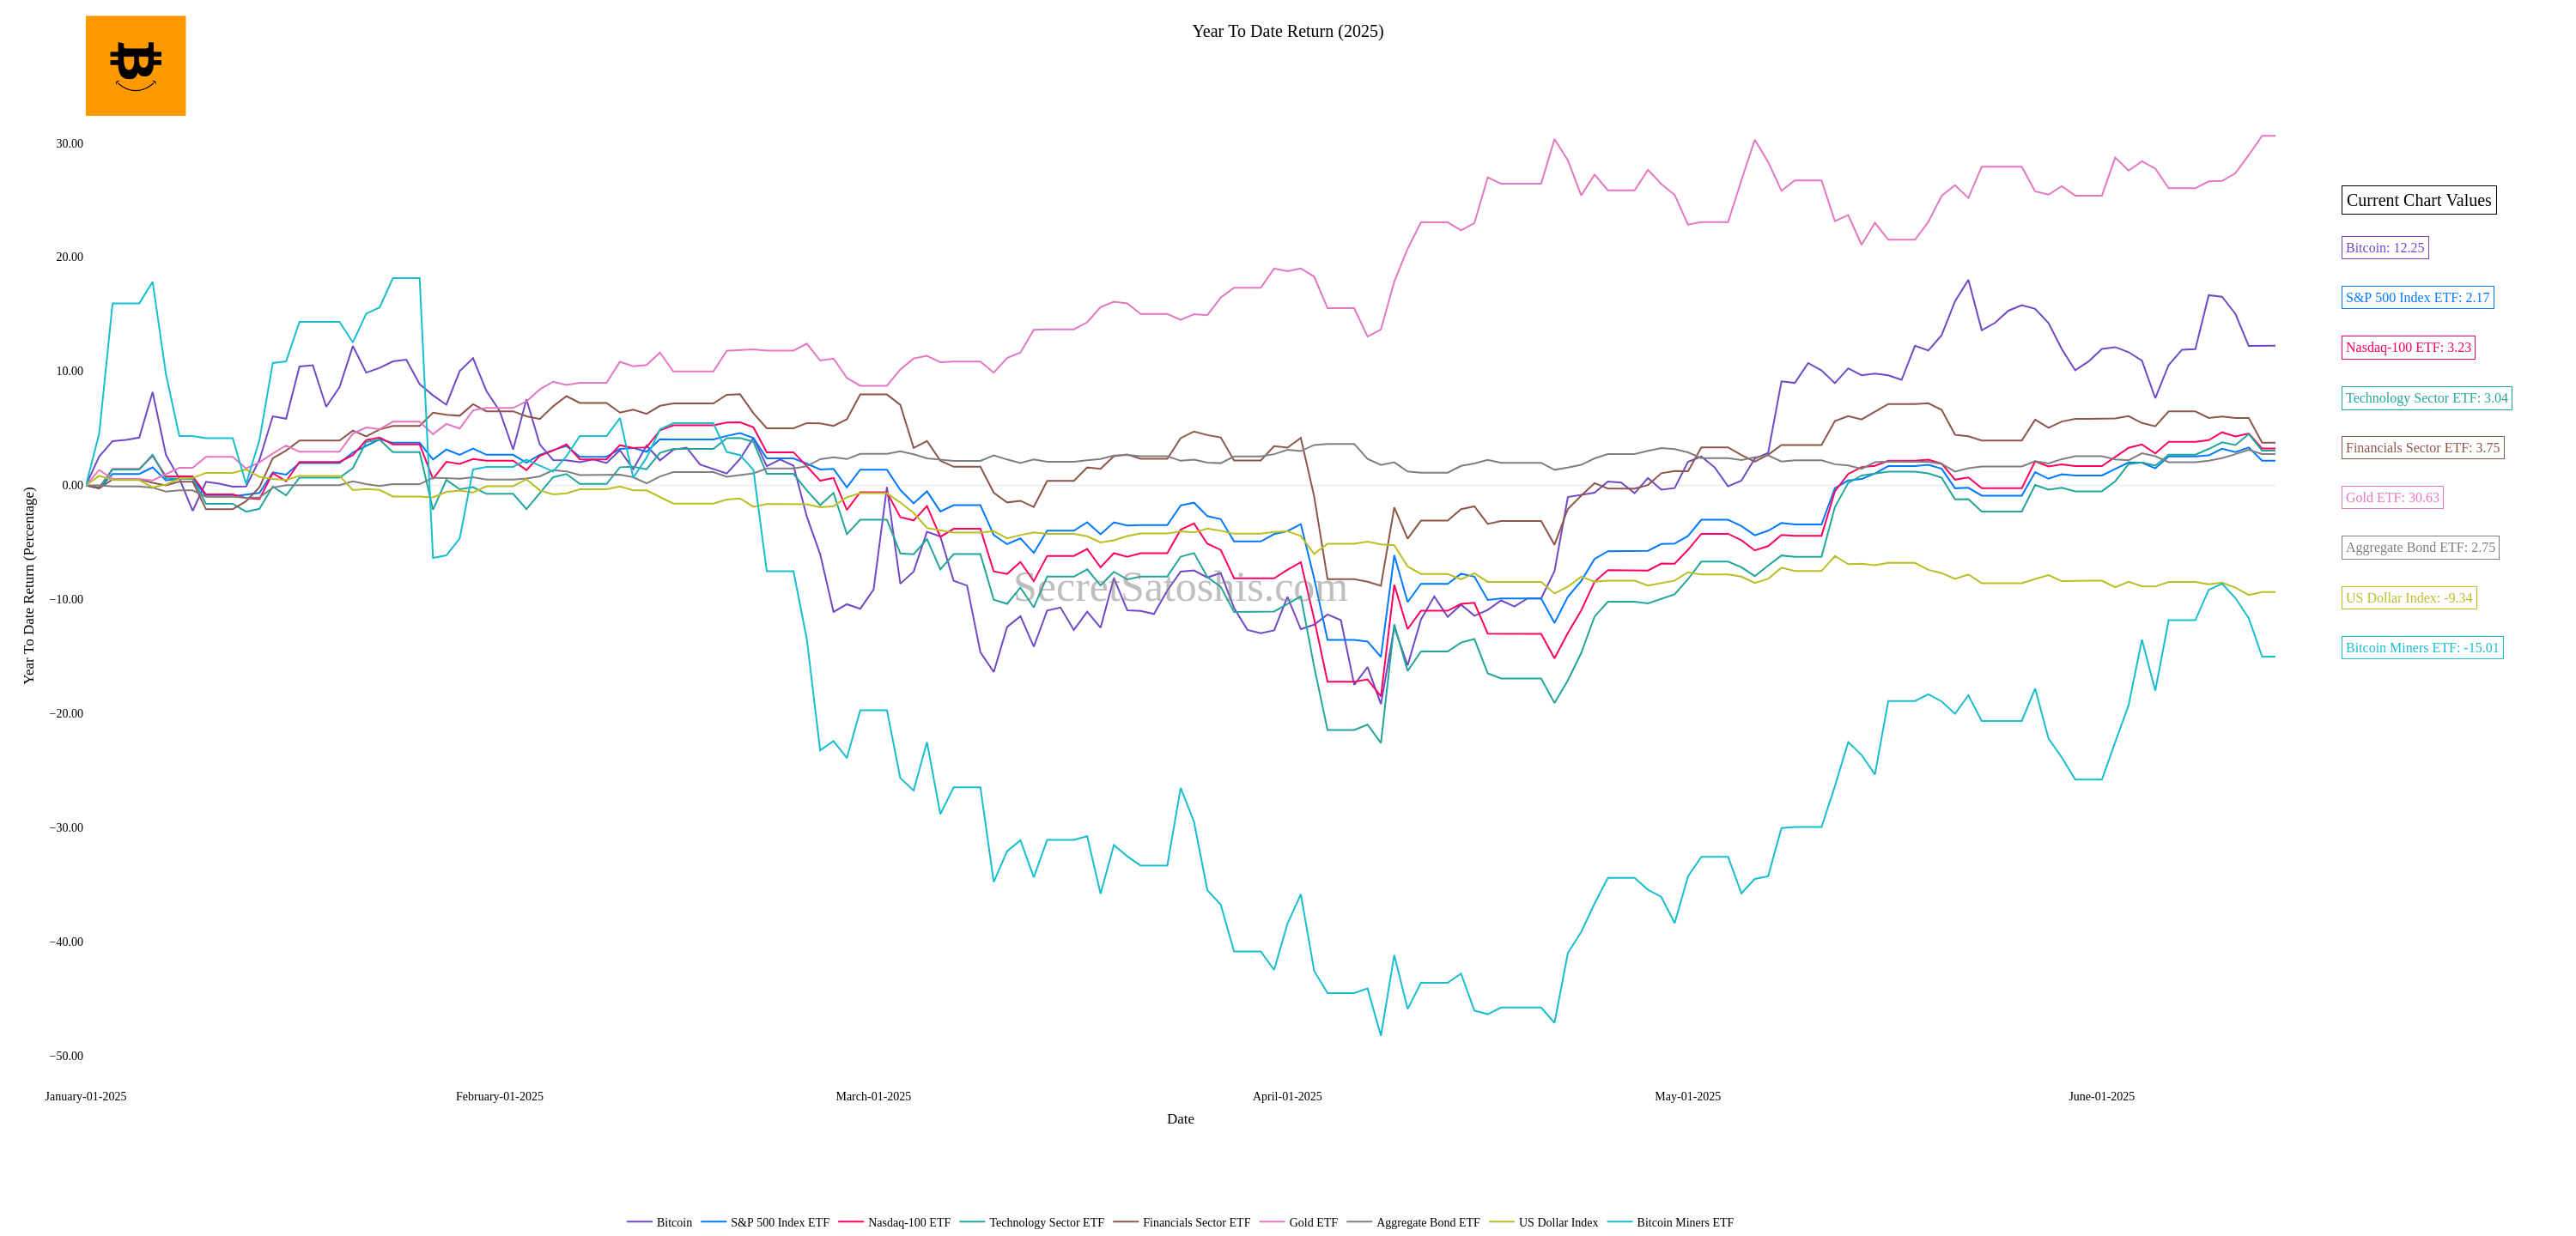 Year To Date Return (2025)
30.00
20.00
10.00
0.00
−10.00
−20.00
−30.00
−40.00
−50.00
Year To Date Return (Percentage)
SecretSatoshis.com
January-01-2025
February-01-2025
March-01-2025
April-01-2025
May-01-2025
June-01-2025
Date
Current Chart Values
Bitcoin: 12.25
S&P 500 Index ETF: 2.17
Nasdaq-100 ETF: 3.23
Technology Sector ETF: 3.04
Financials Sector ETF: 3.75
Gold ETF: 30.63
Aggregate Bond ETF: 2.75
US Dollar Index: -9.34
Bitcoin Miners ETF: -15.01
Bitcoin
S&P 500 Index ETF
Nasdaq-100 ETF
Technology Sector ETF
Financials Sector ETF
Gold ETF
Aggregate Bond ETF
US Dollar Index
Bitcoin Miners ETF